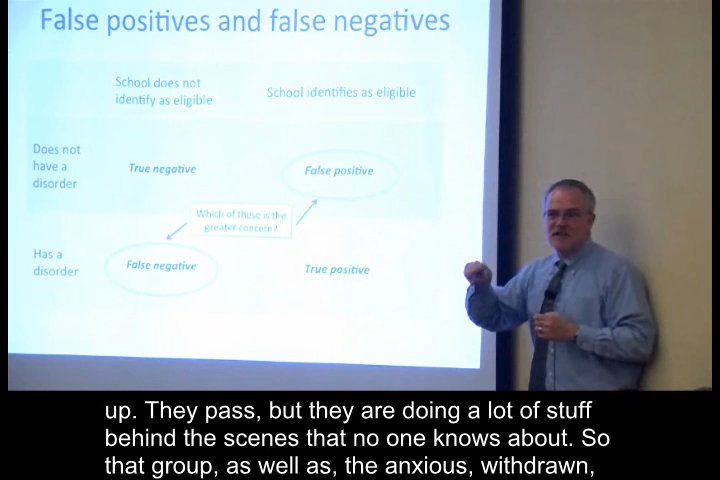 False positives and false negatives
School does not
identify as eligible
School identifies as eligible
Does not
have a
disorder
True negative
False positive
Which of these is the
greater concern?
Has a
disorder
False negative
True positive
up. They pass, but they are doing a lot of stuff
behind the scenes that no one knows about. So
that group, as well as, the anxious, withdrawn,